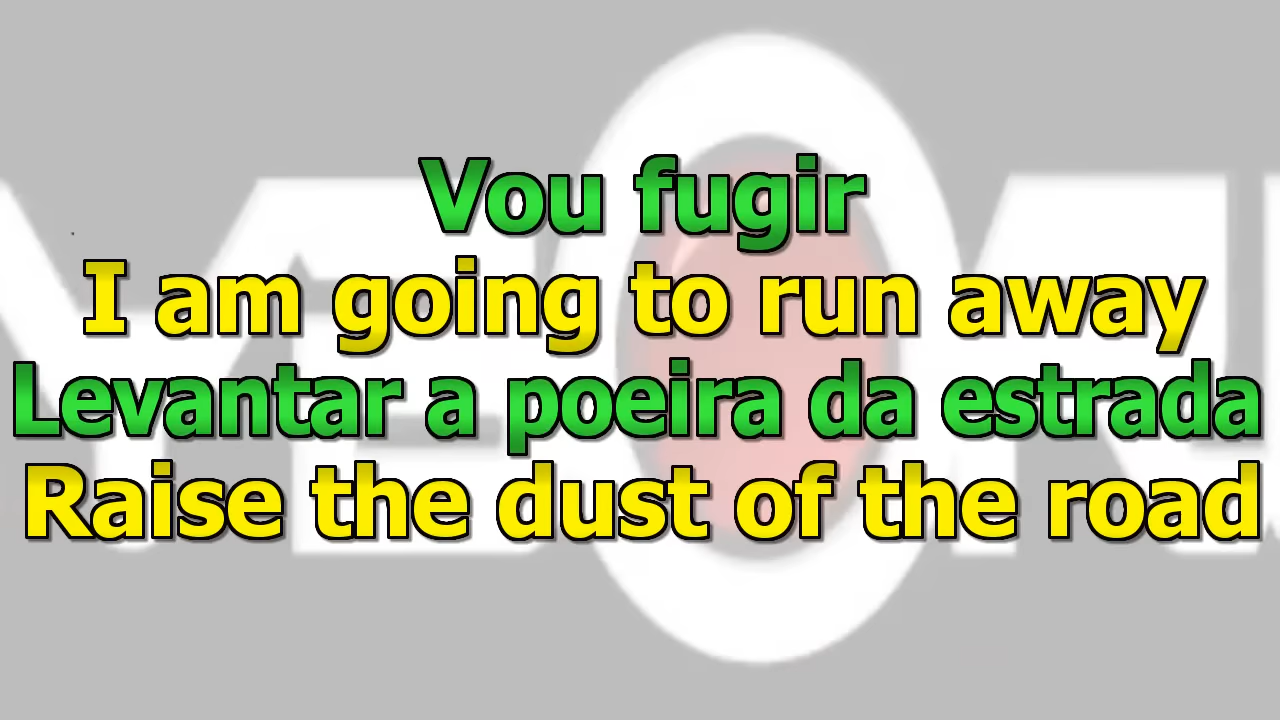 Vou fugir
I am going to run away
Levantar a poeira da estrada
Raise the dust of the road